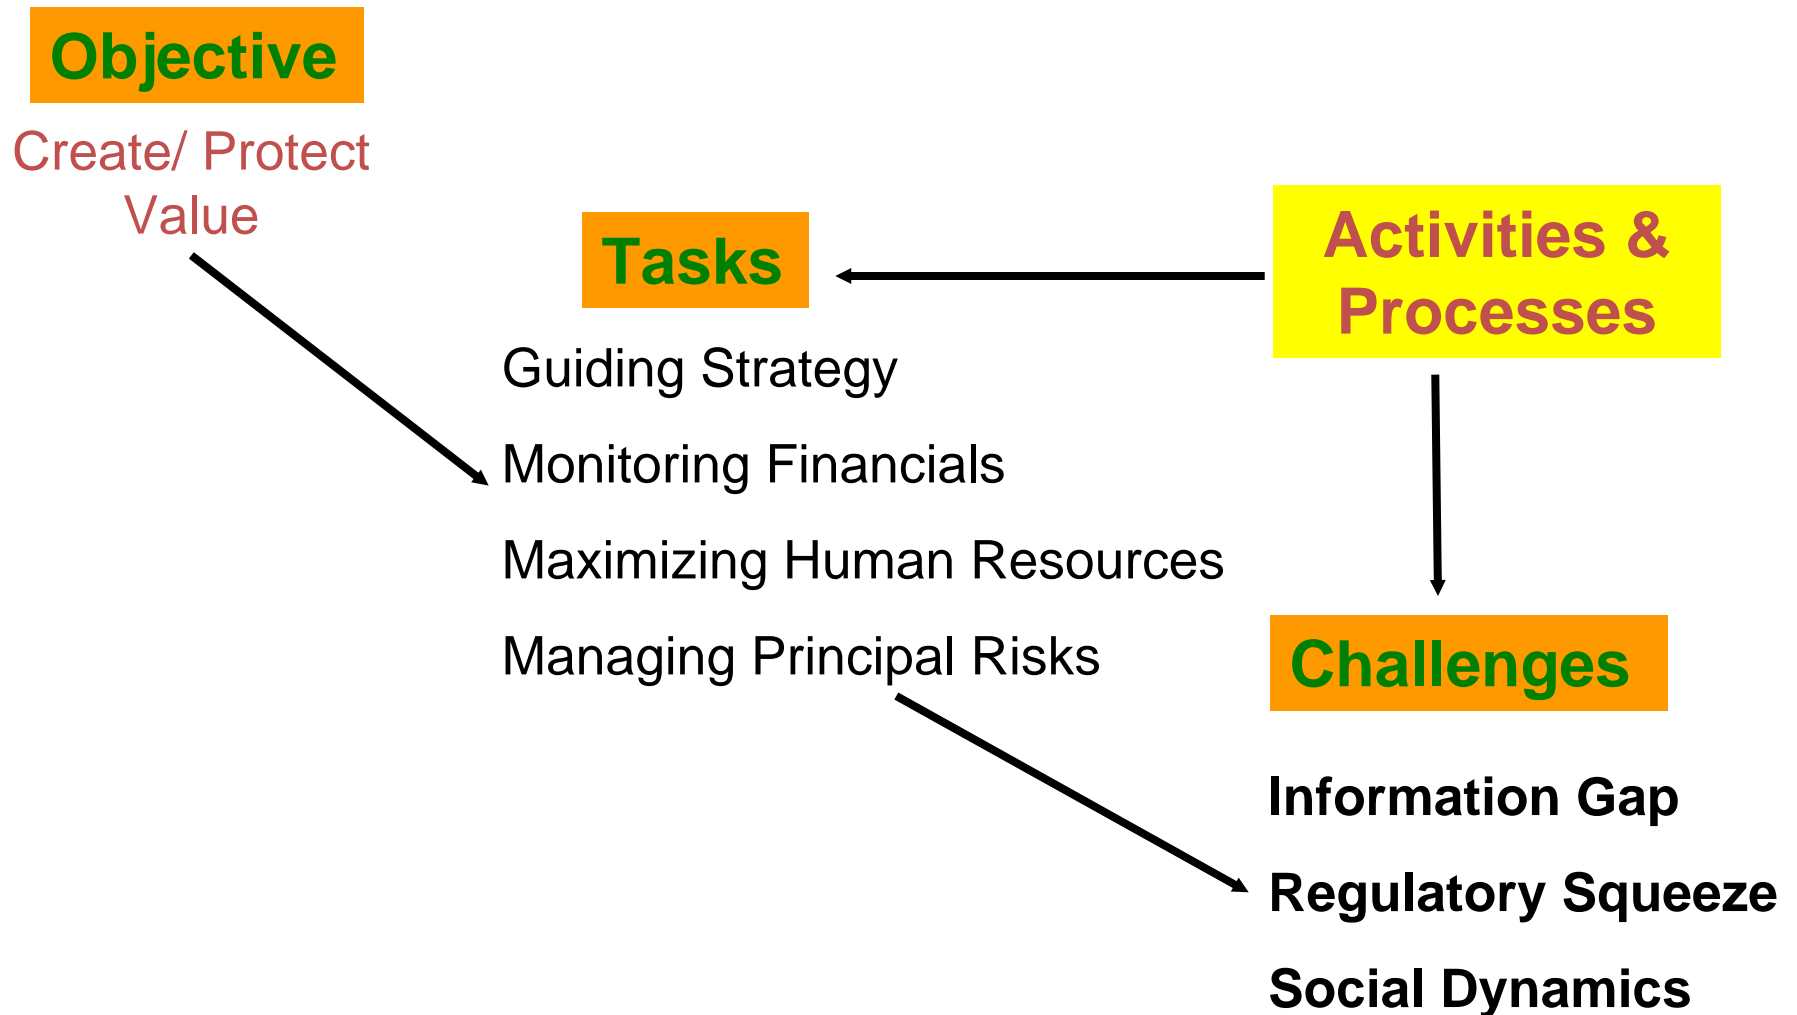 Objective
Create/ Protect
Value
Tasks
Guiding Strategy
Monitoring Financials
Maximizing Human Resources
Managing Principal Risks
Activities &
Processes
Challenges
Information Gap
Regulatory Squeeze
Social Dynamics